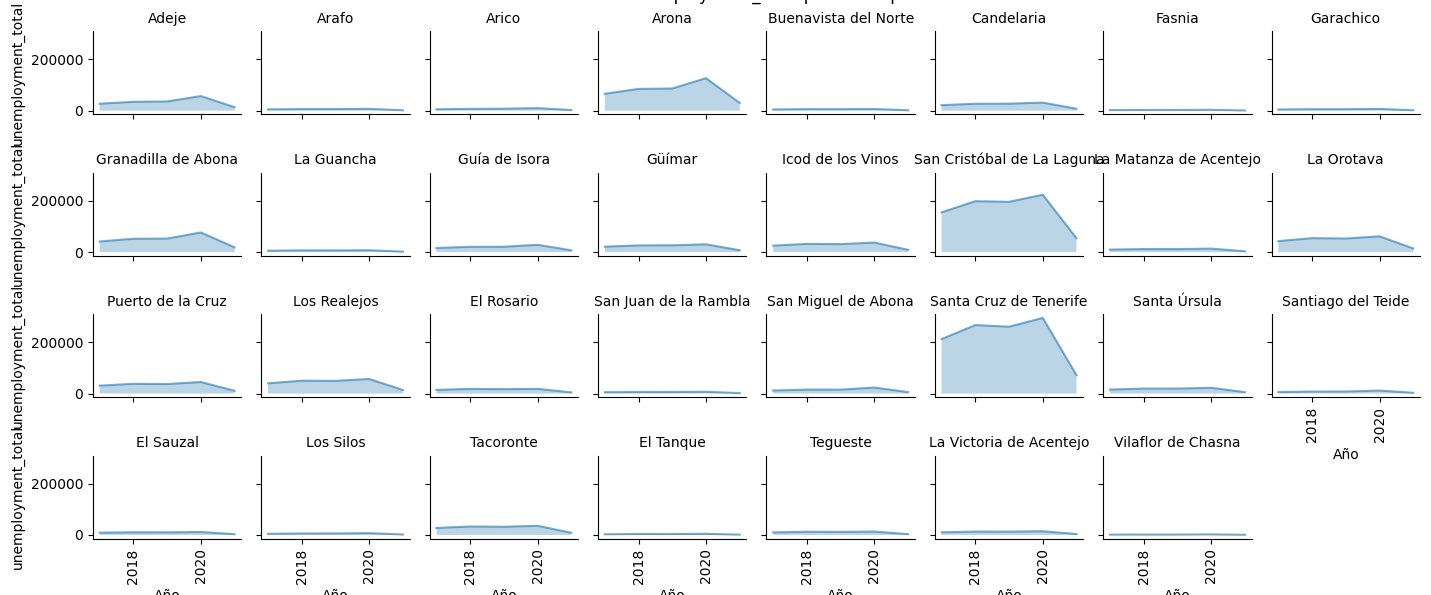 Adeje Arafo Arico Arona Buenavista del Norte Candelaria Fasnia Garachico
unemployment_total
200000
0
Granadilla de Abona La Guancha Guía de Isora Güímar Icod de los Vinos San Cristóbal de La Laguna La Matanza de Acentejo La Orotava
unemployment_total
200000
0
Puerto de la Cruz Los Realejos El Rosario San Juan de la Rambla San Miguel de Abona Santa Cruz de Tenerife Santa Úrsula Santiago del Teide
unemployment_total
200000
0
2018 2020
Año
El Sauzal Los Silos Tacoronte El Tanque Tegueste La Victoria de Acentejo Vilaflor de Chasna
unemployment_total
200000
0
2018 2020 2018 2020 2018 2020 2018 2020 2018 2020 2018 2020 2018 2020
Año Año Año Año Año Año Año